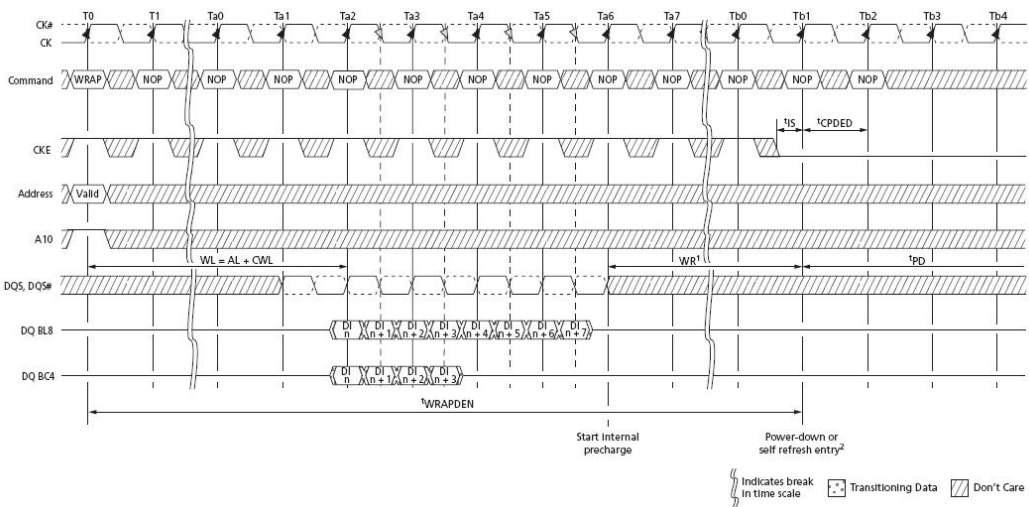 T0 T1 Ta0 Ta1 Ta2 Ta3 Ta4 Ta5 Ta6 Ta7 Tb0 Tb1 Tb2 Tb3 Tb4
CK#
CK
Command WRAP NOP NOP NOP NOP NOP NOP NOP NOP NOP NOP NOP NOP
tIS tCPDED
CKE
Address Valid
A10
WL = AL + CWL WR1 tPD
DQS, DQS#
DQ BL8 DI n DI n + 1 DI n + 2 DI n + 3 DI n + 4 DI n + 5 DI n + 6 DI n + 7
DQ BC4 DI n DI n + 1 DI n + 2 DI n + 3
tWRAPDEN
Start internal
precharge
Power-down or
self refresh entry2
Indicates break
in time scale
Transitioning Data
Don't Care